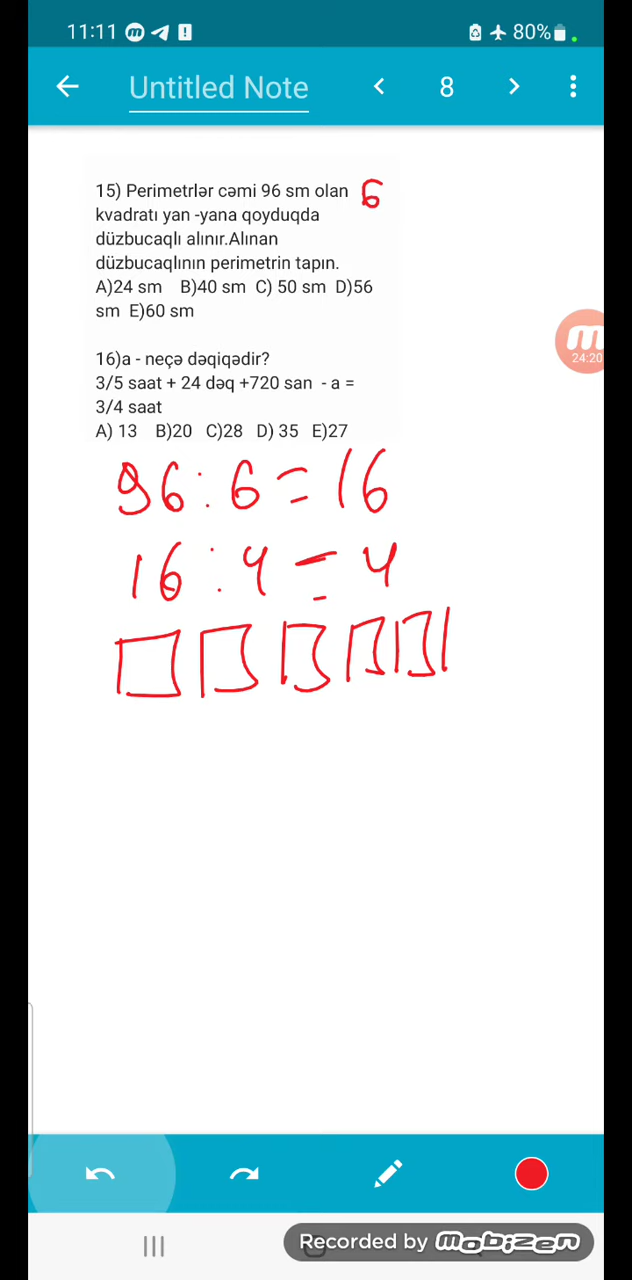 11:11 80%
Untitled Note < 8 >
15) Perimetrlər cəmi 96 sm olan 6
kvadratı yan -yana qoyduqda
düzbucaqlı alınır.Alınan
düzbucaqlının perimetrin tapın.
A)24 sm B)40 sm C) 50 sm D)56
sm E)60 sm
24:20
16)a - neçə dəqiqədir?
3/5 saat + 24 dəq +720 san - a =
3/4 saat
A) 13 B)20 C)28 D) 35 E)27
96 : 6 = 16
16 : 4 = 4
Recorded by mobizen